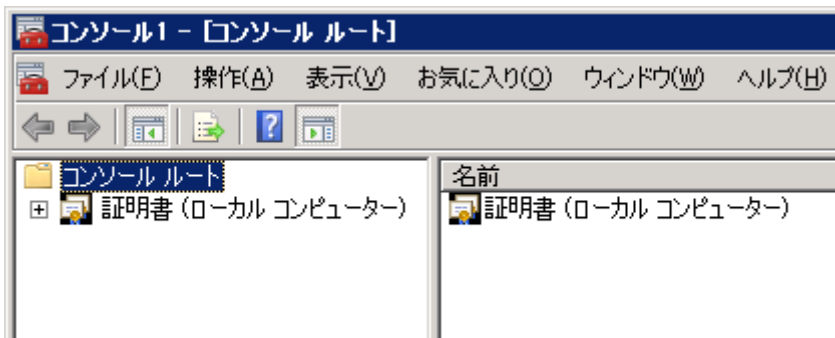 コンソール1 - [コンソール ルート]
ファイル(F) 操作(A) 表示(V) お気に入り(O) ウィンドウ(W) ヘルプ(H)
コンソール ルート
証明書 (ローカル コンピューター)
名前
証明書 (ローカル コンピューター)